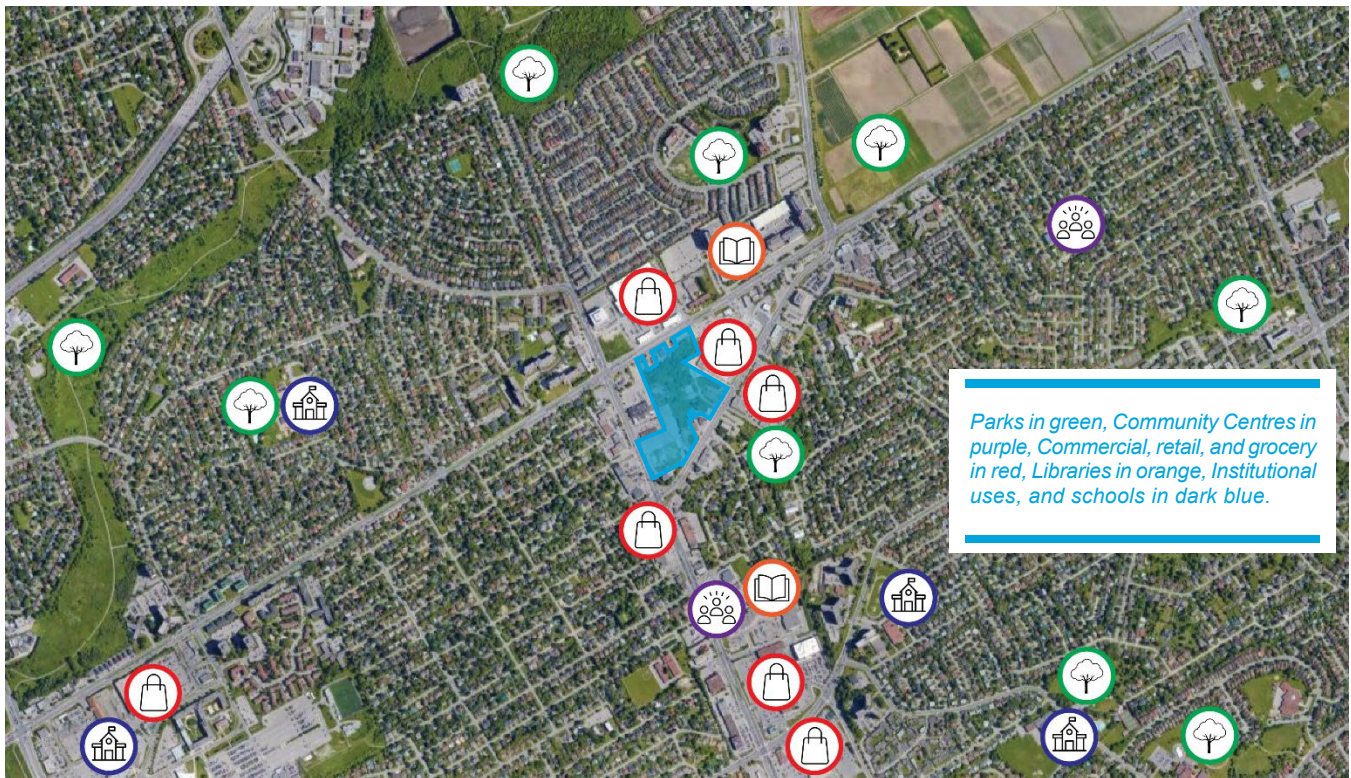 Parks in green, Community Centres in
purple, Commercial, retail, and grocery
in red, Libraries in orange, Institutional
uses, and schools in dark blue.